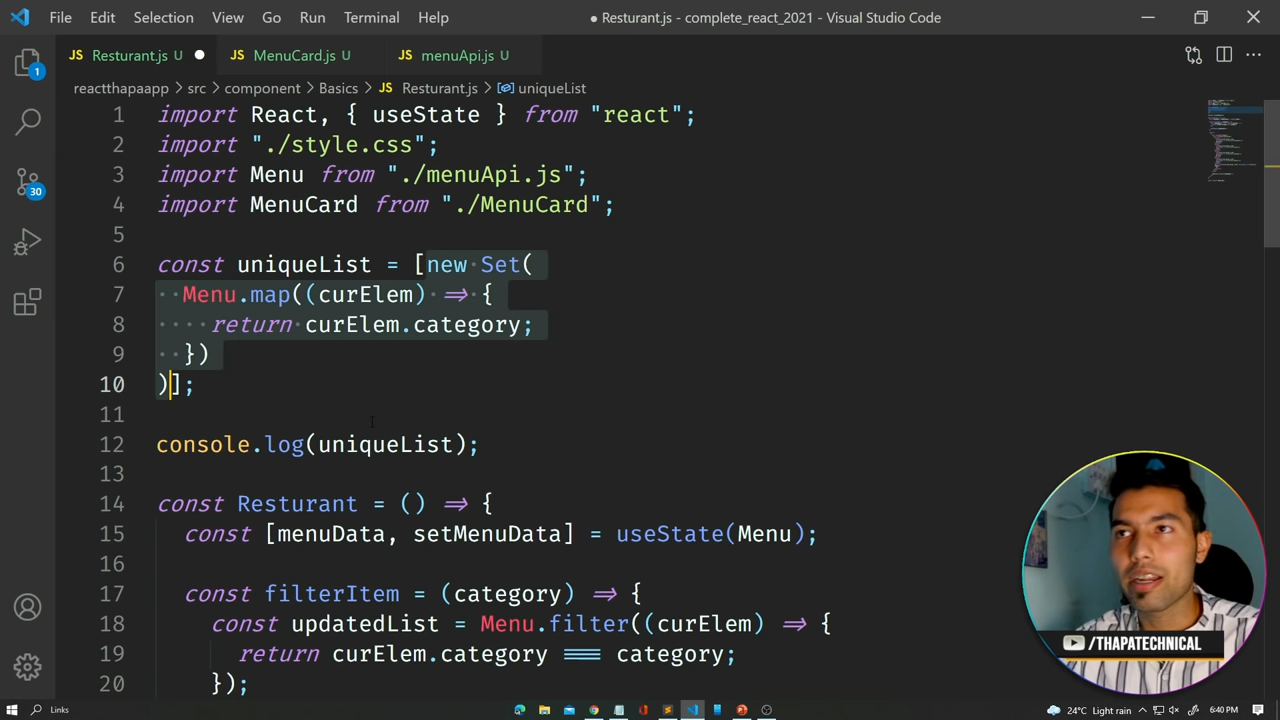 File Edit Selection View Go Run Terminal Help ● Resturant.js - complete_react_2021 - Visual Studio Code
JS Resturant.js U ● JS MenuCard.js U JS menuApi.js U
reactthapaapp > src > component > Basics > JS Resturant.js > uniqueList
1 import React, { useState } from "react";
2 import "./style.css";
3 import Menu from "./menuApi.js";
4 import MenuCard from "./MenuCard";
5
6 const uniqueList = [new Set(
7 Menu.map((curElem) => {
8 return curElem.category;
9 })
10 )];
11
12 console.log(uniqueList);
13
14 const Resturant = () => {
15 const [menuData, setMenuData] = useState(Menu);
16
17 const filterItem = (category) => {
18 const updatedList = Menu.filter((curElem) => {
19 return curElem.category === category;
20 });
1
30
/THAPATECHNICAL
Links 24°C Light rain 6:40 PM